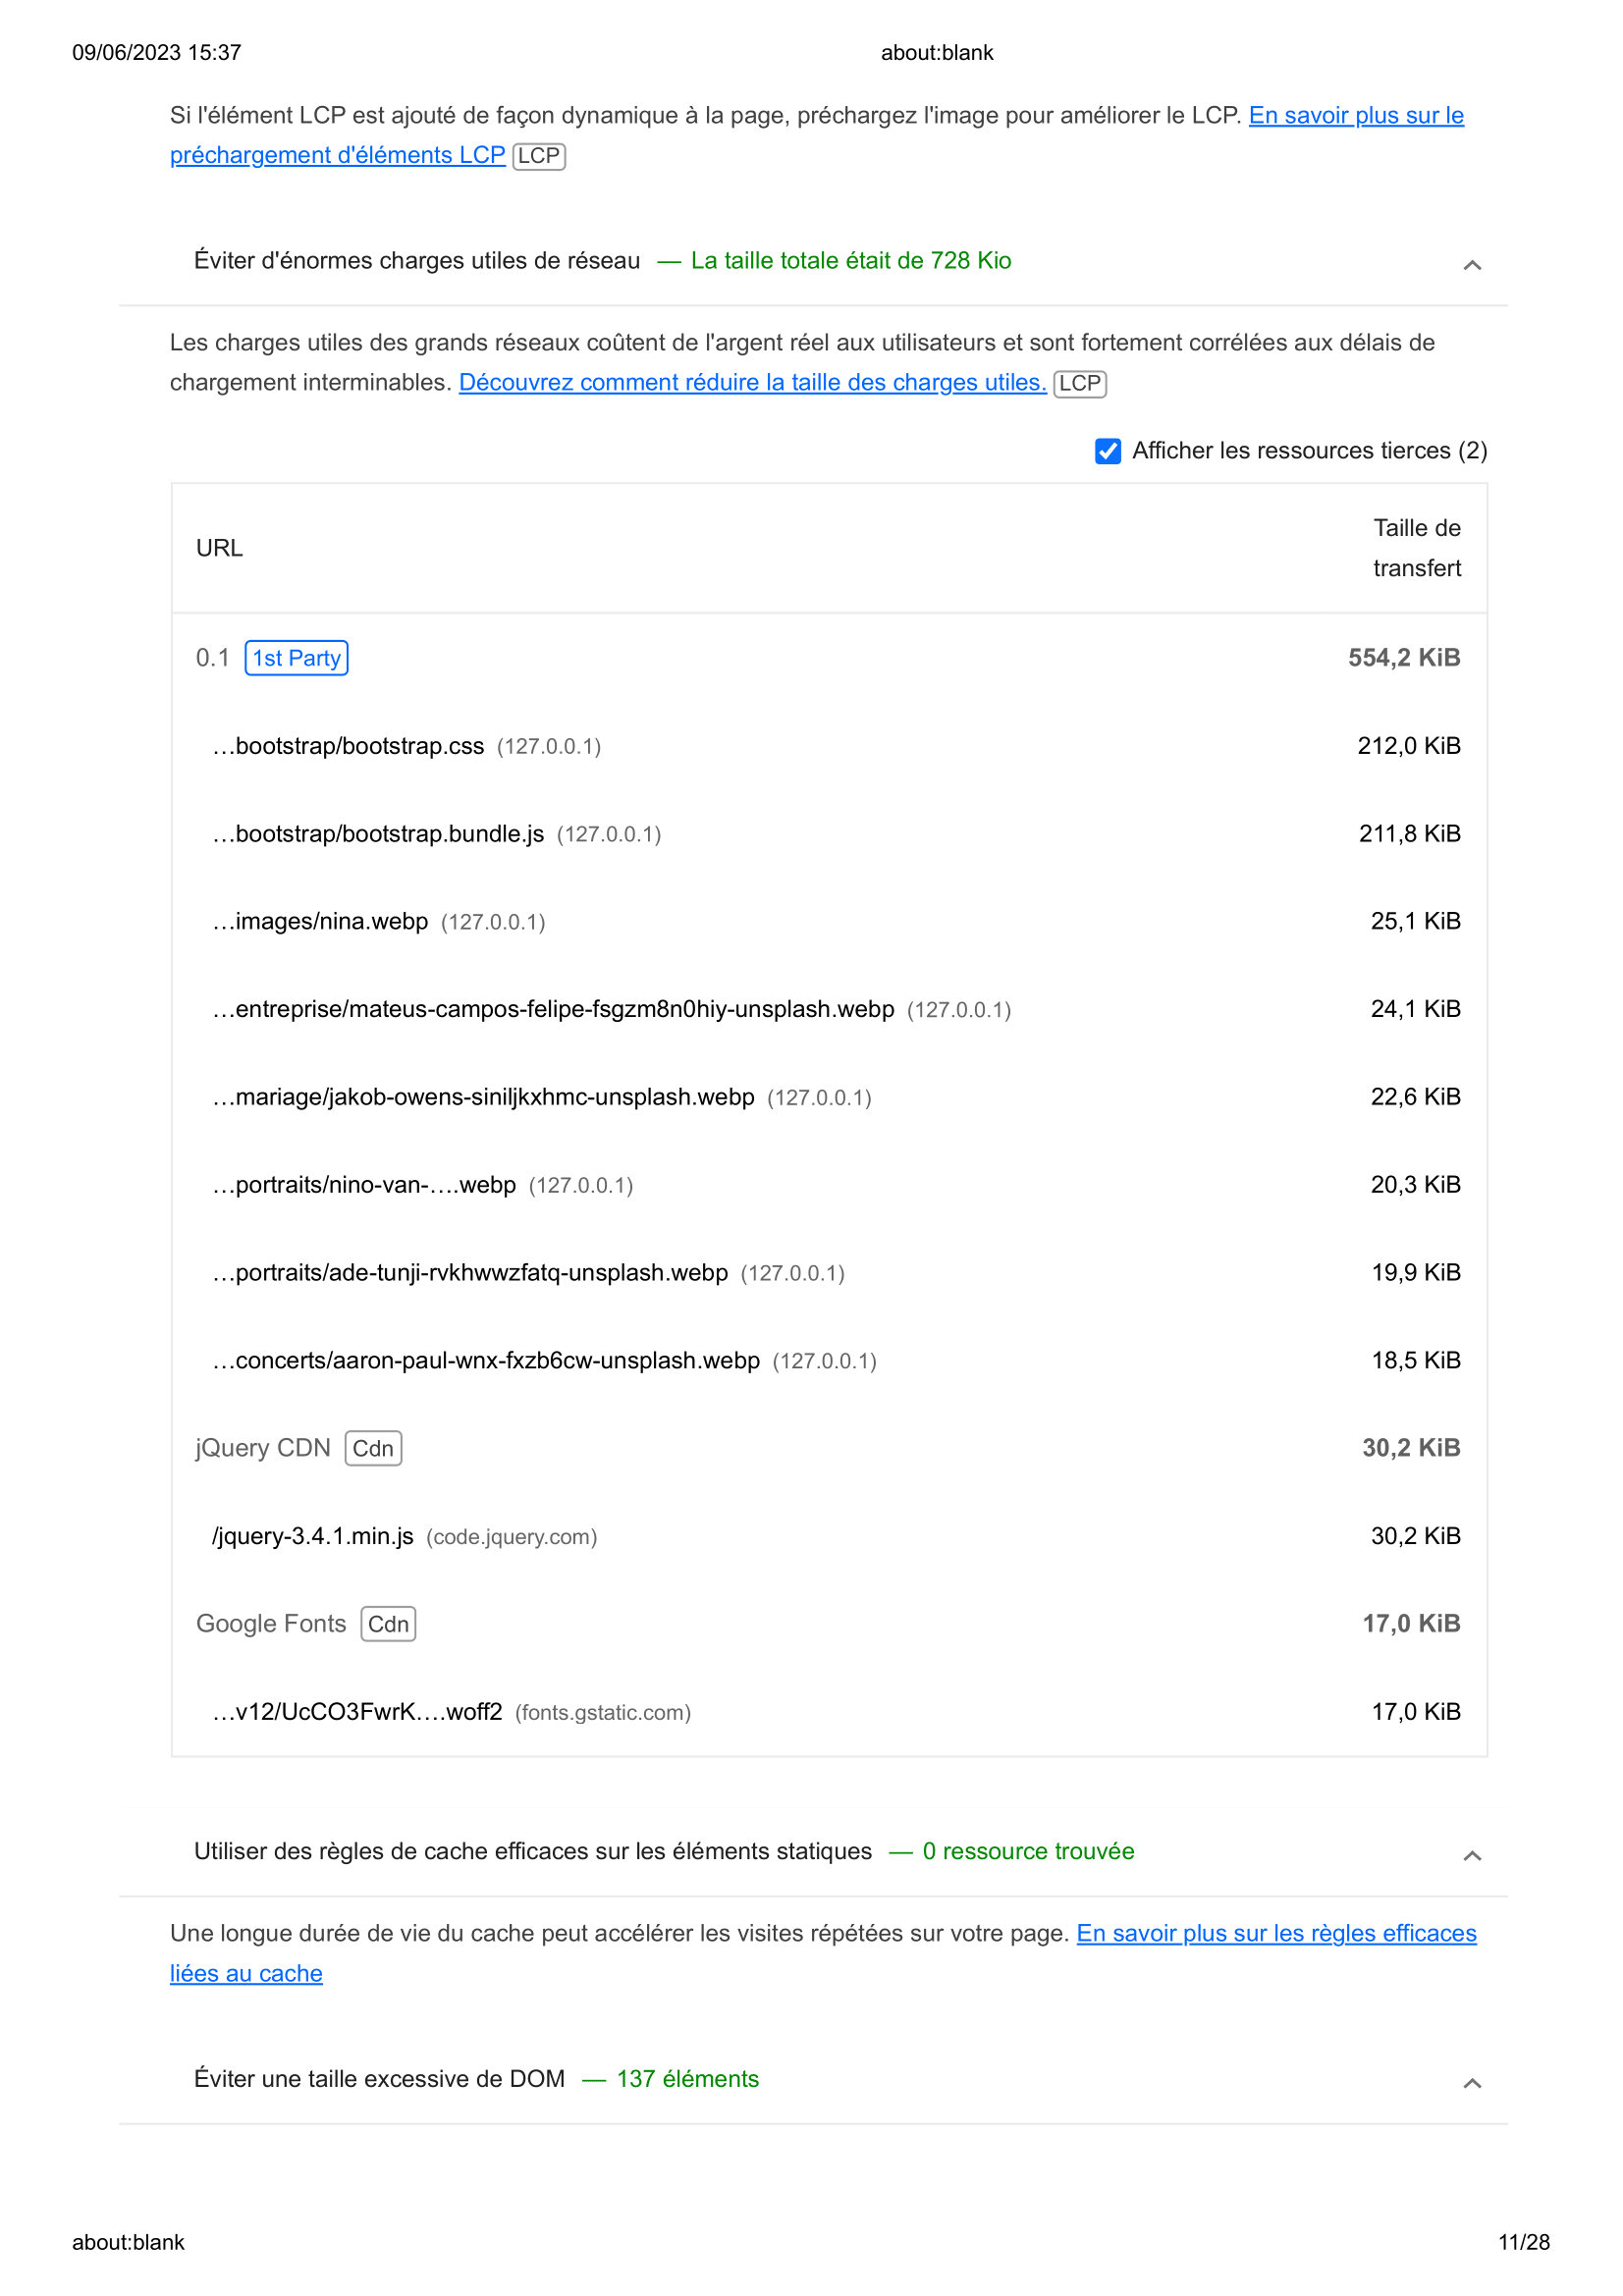 09/06/2023 15:37
about:blank
Si l'élément LCP est ajouté de façon dynamique à la page, préchargez l'image pour améliorer le LCP. En savoir plus sur le
préchargement d'éléments LCP LCP
Éviter d'énormes charges utiles de réseau — La taille totale était de 728 Kio
Les charges utiles des grands réseaux coûtent de l'argent réel aux utilisateurs et sont fortement corrélées aux délais de
chargement interminables. Découvrez comment réduire la taille des charges utiles. LCP
Afficher les ressources tierces (2)
URL
Taille de
transfert
0.1 1st Party 554,2 KiB
…bootstrap/bootstrap.css (127.0.0.1) 212,0 KiB
…bootstrap/bootstrap.bundle.js (127.0.0.1) 211,8 KiB
…images/nina.webp (127.0.0.1) 25,1 KiB
…entreprise/mateus-campos-felipe-fsgzm8n0hiy-unsplash.webp (127.0.0.1) 24,1 KiB
…mariage/jakob-owens-siniljkxhmc-unsplash.webp (127.0.0.1) 22,6 KiB
…portraits/nino-van-….webp (127.0.0.1) 20,3 KiB
…portraits/ade-tunji-rvkhwwzfatq-unsplash.webp (127.0.0.1) 19,9 KiB
…concerts/aaron-paul-wnx-fxzb6cw-unsplash.webp (127.0.0.1) 18,5 KiB
jQuery CDN Cdn 30,2 KiB
/jquery-3.4.1.min.js (code.jquery.com) 30,2 KiB
Google Fonts Cdn 17,0 KiB
…v12/UcCO3FwrK….woff2 (fonts.gstatic.com) 17,0 KiB
Utiliser des règles de cache efficaces sur les éléments statiques — 0 ressource trouvée
Une longue durée de vie du cache peut accélérer les visites répétées sur votre page. En savoir plus sur les règles efficaces
liées au cache
Éviter une taille excessive de DOM — 137 éléments
about:blank
11/28